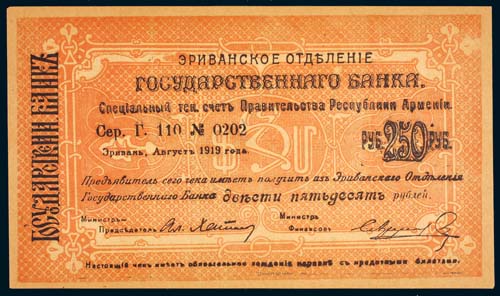 ГОСУДАРСТВЕННЫЙ БАНКЪ
ЭРИВАНСКОЕ ОТДѢЛЕНІЕ
ГОСУДАРСТВЕННАГО БАНКА.
Спеціальный тек. счетъ Правительства Республики Арменіи.
Сер. Г. 110 № 0202
РУБ. 250 РУБ.
Эривань, Августъ 1919 года.
Предъявитель сего чека имѣетъ получить изъ Эриванскаго Отдѣленія
Государственнаго Банка двѣсти пятьдесятъ рублей.
Министръ-
Предсѣдатель
Министръ
Финансовъ
Настоящій чекъ имѣетъ обязательное хожденіе наравнѣ съ кредитными билетами.